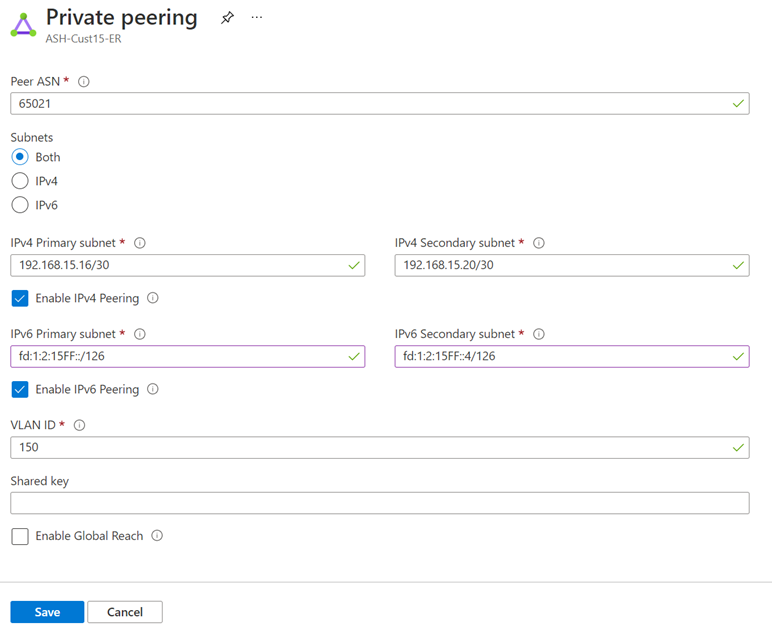 Private peering
ASH-Cust15-ER
Peer ASN *
65021
Subnets
Both
IPv4
IPv6
IPv4 Primary subnet * IPv4 Secondary subnet *
192.168.15.16/30 192.168.15.20/30
Enable IPv4 Peering
IPv6 Primary subnet * IPv6 Secondary subnet *
fd:1:2:15FF::/126 fd:1:2:15FF::4/126
Enable IPv6 Peering
VLAN ID *
150
Shared key
Enable Global Reach
Save Cancel